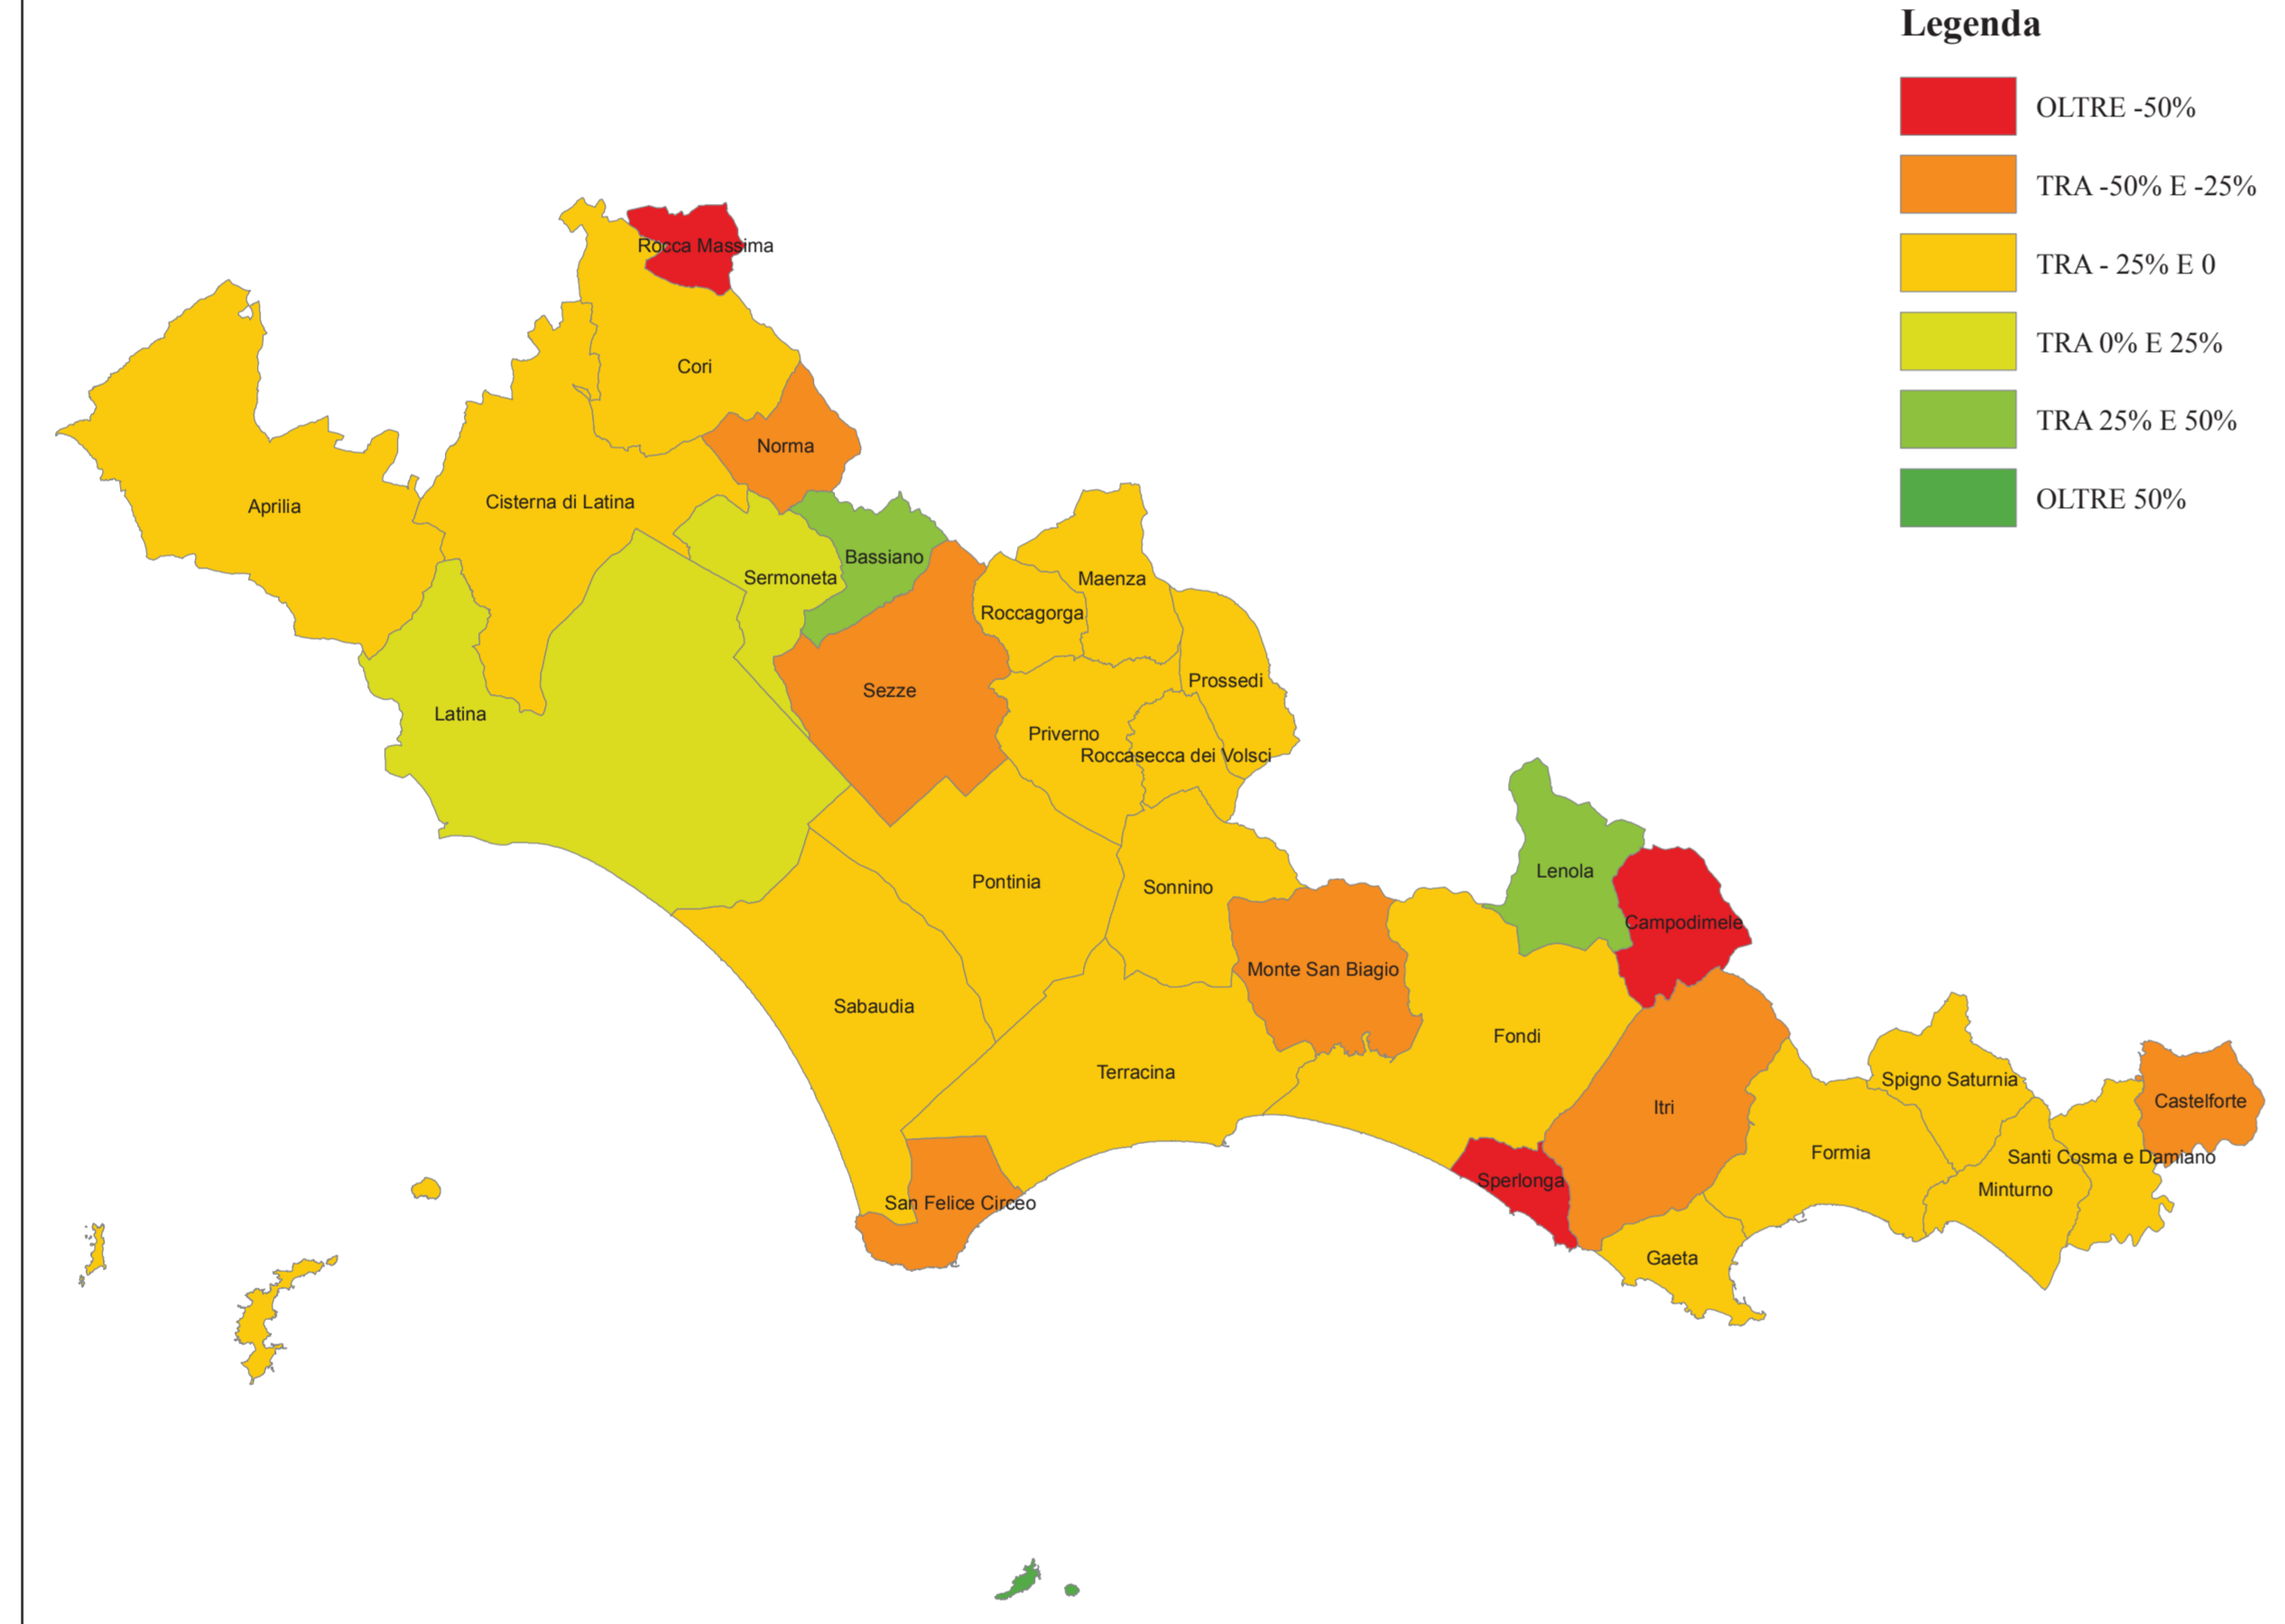 Legenda
OLTRE -50%
TRA -50% E -25%
TRA - 25% E 0
TRA 0% E 25%
TRA 25% E 50%
OLTRE 50%
Rocca Massima
Cori
Norma
Aprilia
Cisterna di Latina
Bassiano
Sermoneta
Maenza
Roccagorga
Prossedi
Sezze
Latina
Priverno
Roccasecca dei Volsci
Lenola
Pontinia
Sonnino
Campodimele
Monte San Biagio
Sabaudia
Fondi
Terracina
Spigno Saturnia
Itri
Castelforte
Formia
Santi Cosma e Damiano
Sperlonga
Minturno
San Felice Circeo
Gaeta